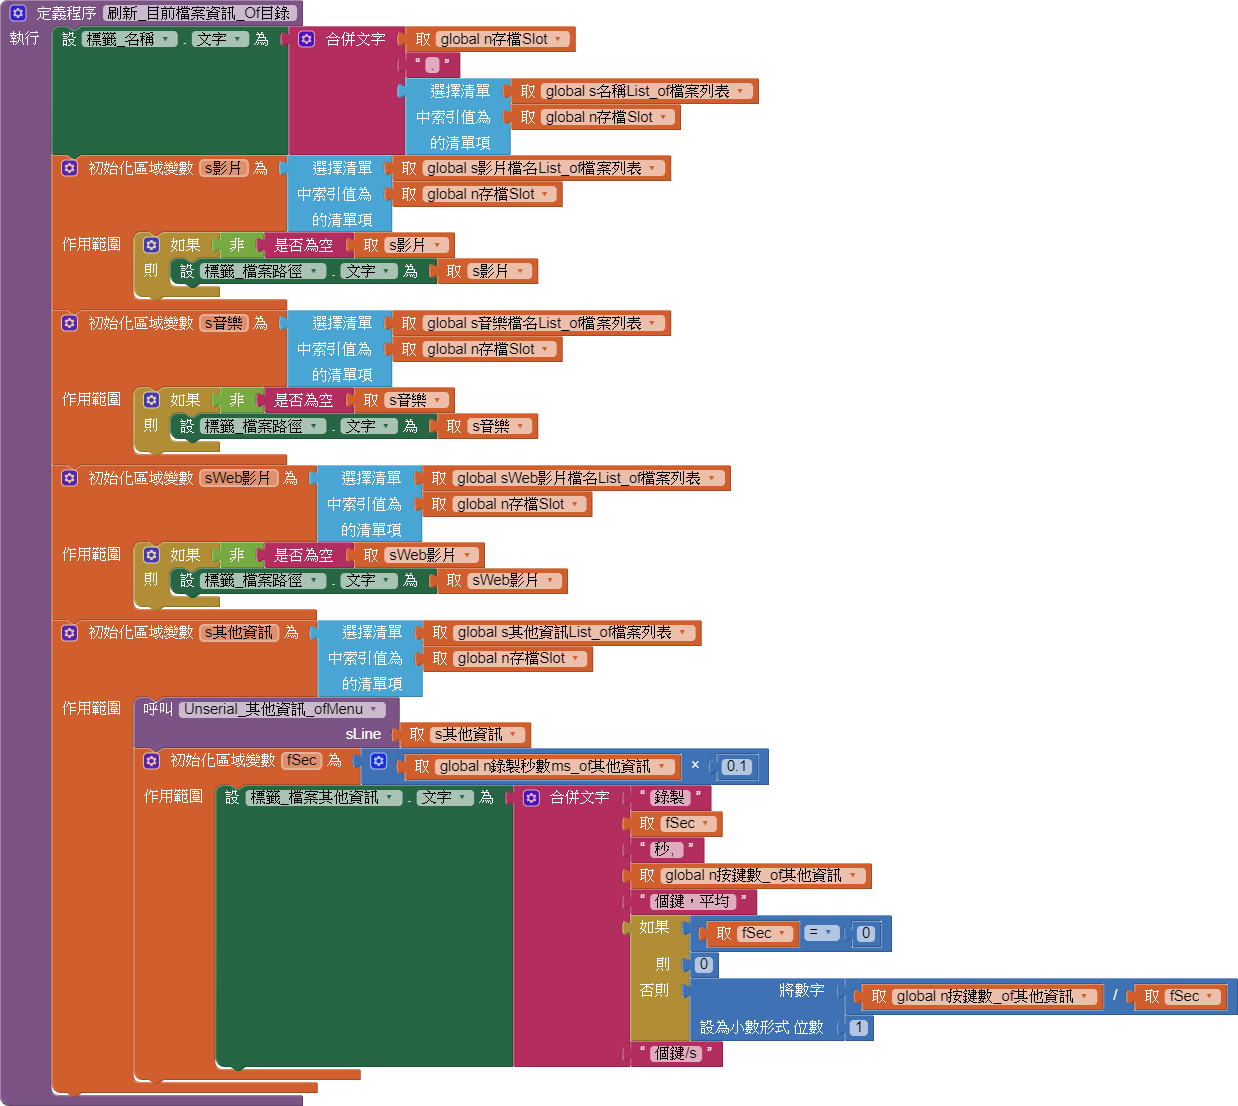 定義程序 刷新_目前檔案資訊_Of目錄
執行 設 標籤_名稱 . 文字 為 合併文字 取 global n存檔Slot
“ . ”
選擇清單 取 global s名稱List_of檔案列表
中索引值為 取 global n存檔Slot
的清單項
初始化區域變數 s影片 為 選擇清單 取 global s影片檔名List_of檔案列表
中索引值為 取 global n存檔Slot
的清單項
作用範圍 如果 非 是否為空 取 s影片
則 設 標籤_檔案路徑 . 文字 為 取 s影片
初始化區域變數 s音樂 為 選擇清單 取 global s音樂檔名List_of檔案列表
中索引值為 取 global n存檔Slot
的清單項
作用範圍 如果 非 是否為空 取 s音樂
則 設 標籤_檔案路徑 . 文字 為 取 s音樂
初始化區域變數 sWeb影片 為 選擇清單 取 global sWeb影片檔名List_of檔案列表
中索引值為 取 global n存檔Slot
的清單項
作用範圍 如果 非 是否為空 取 sWeb影片
則 設 標籤_檔案路徑 . 文字 為 取 sWeb影片
初始化區域變數 s其他資訊 為 選擇清單 取 global s其他資訊List_of檔案列表
中索引值為 取 global n存檔Slot
的清單項
作用範圍 呼叫 Unserial_其他資訊_ofMenu
sLine 取 s其他資訊
初始化區域變數 fSec 為 取 global n錄製秒數ms_of其他資訊 × 0.1
作用範圍 設 標籤_檔案其他資訊 . 文字 為 合併文字 “ 錄製 ”
取 fSec
“ 秒, ”
取 global n按鍵數_of其他資訊
“ 個鍵，平均 ”
如果 取 fSec = 0
則 0
否則 將數字 取 global n按鍵數_of其他資訊 / 取 fSec
設為小數形式 位數 1
“ 個鍵/s ”